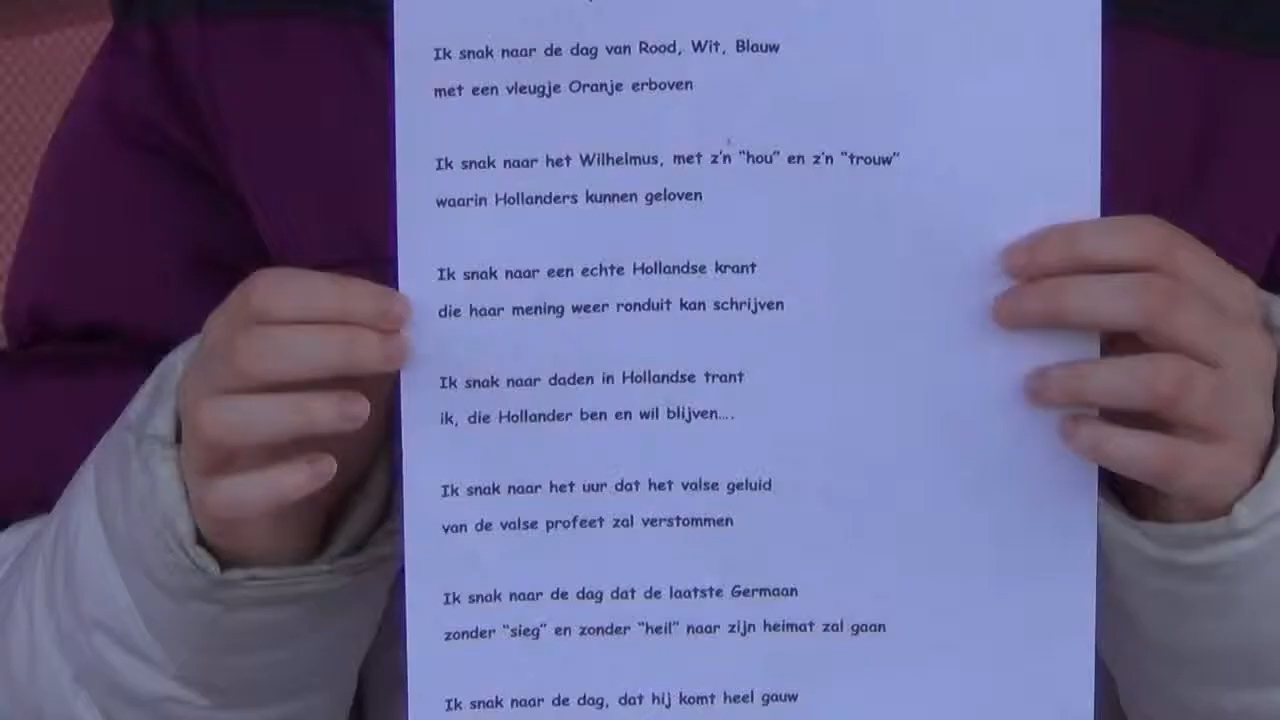 Ik snak naar de dag van Rood, Wit, Blauw
met een vleugje Oranje erboven
Ik snak naar het Wilhelmus, met z'n "hou" en z'n "trouw"
waarin Hollanders kunnen geloven
Ik snak naar een echte Hollandse krant
die haar mening weer ronduit kan schrijven
Ik snak naar daden in Hollandse trant
ik, die Hollander ben en wil blijven....
Ik snak naar het uur dat het valse geluid
van de valse profeet zal verstommen
Ik snak naar de dag dat de laatste Germaan
zonder "sieg" en zonder "heil" naar zijn heimat zal gaan
Ik snak naar de dag, dat hij komt heel gauw